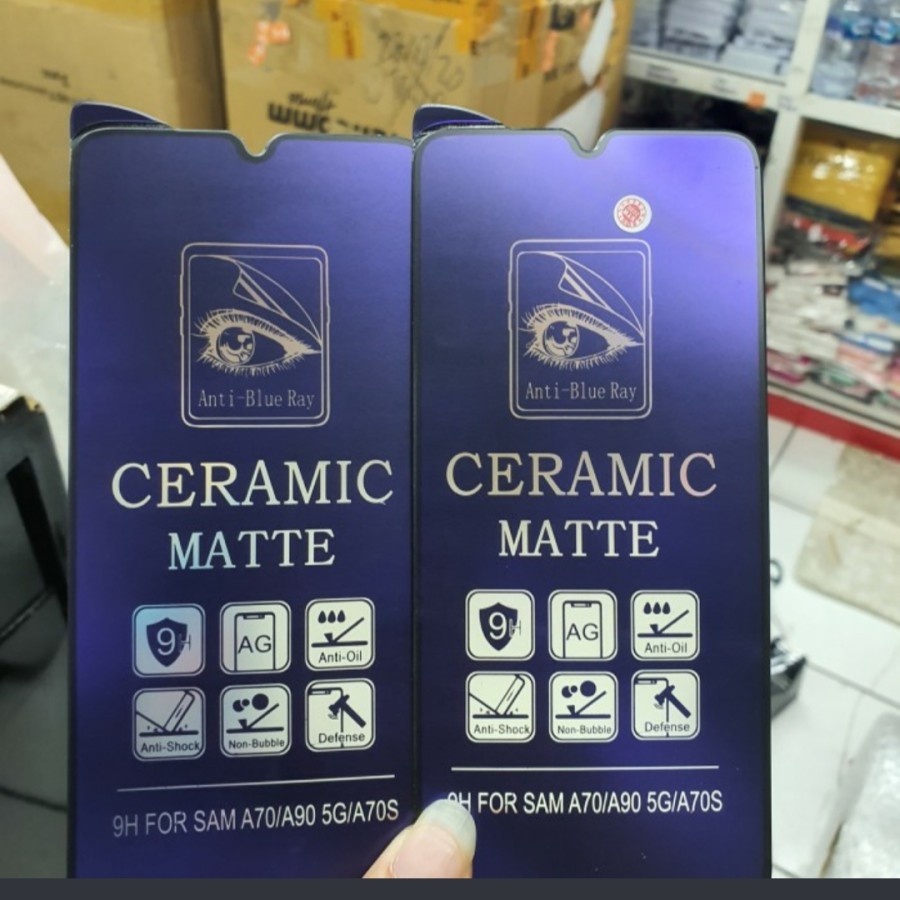 Anti-Blue Ray
CERAMIC
MATTE
9H
AG
Anti-Oil
Anti-Shock
Non-Bubble
Defense
9H FOR SAM A70/A90 5G/A70S
Anti-Blue Ray
CERAMIC
MATTE
9H
AG
Anti-Oil
Anti-Shock
Non-Bubble
Defense
9H FOR SAM A70/A90 5G/A70S